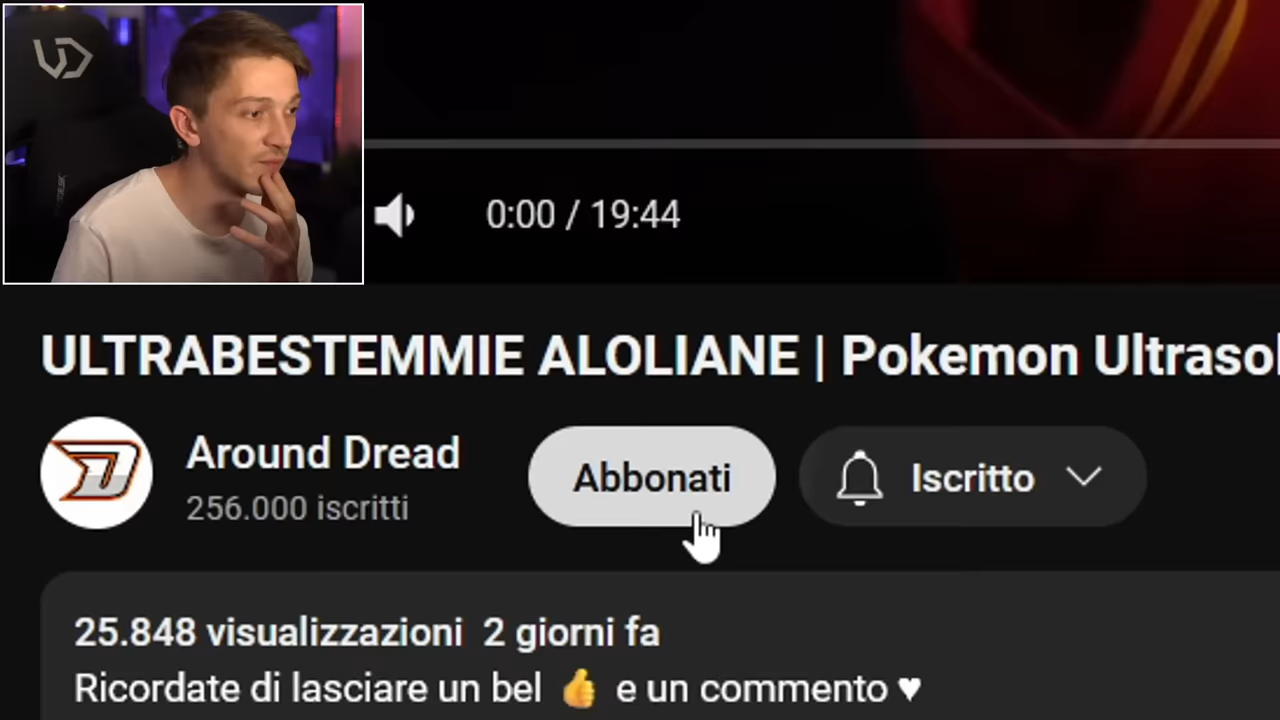 0:00 / 19:44
ULTRABESTEMMIE ALOLIANE | Pokemon Ultrasol
Around Dread
256.000 iscritti
Abbonati
Iscritto
25.848 visualizzazioni 2 giorni fa
Ricordate di lasciare un bel 👍 e un commento ♥